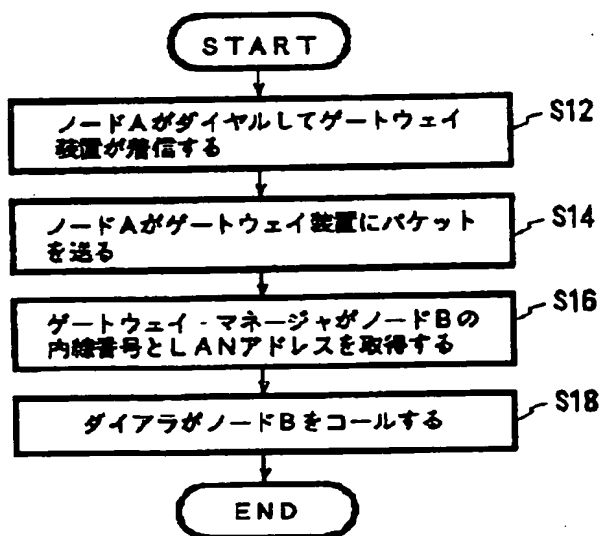 START
ノードAがダイヤルしてゲートウェイ
装置が着信する
S12
ノードAがゲートウェイ装置にパケット
を送る
S14
ゲートウェイ・マネージャがノードBの
内線番号とLANアドレスを取得する
S16
ダイアラがノードBをコールする
S18
END